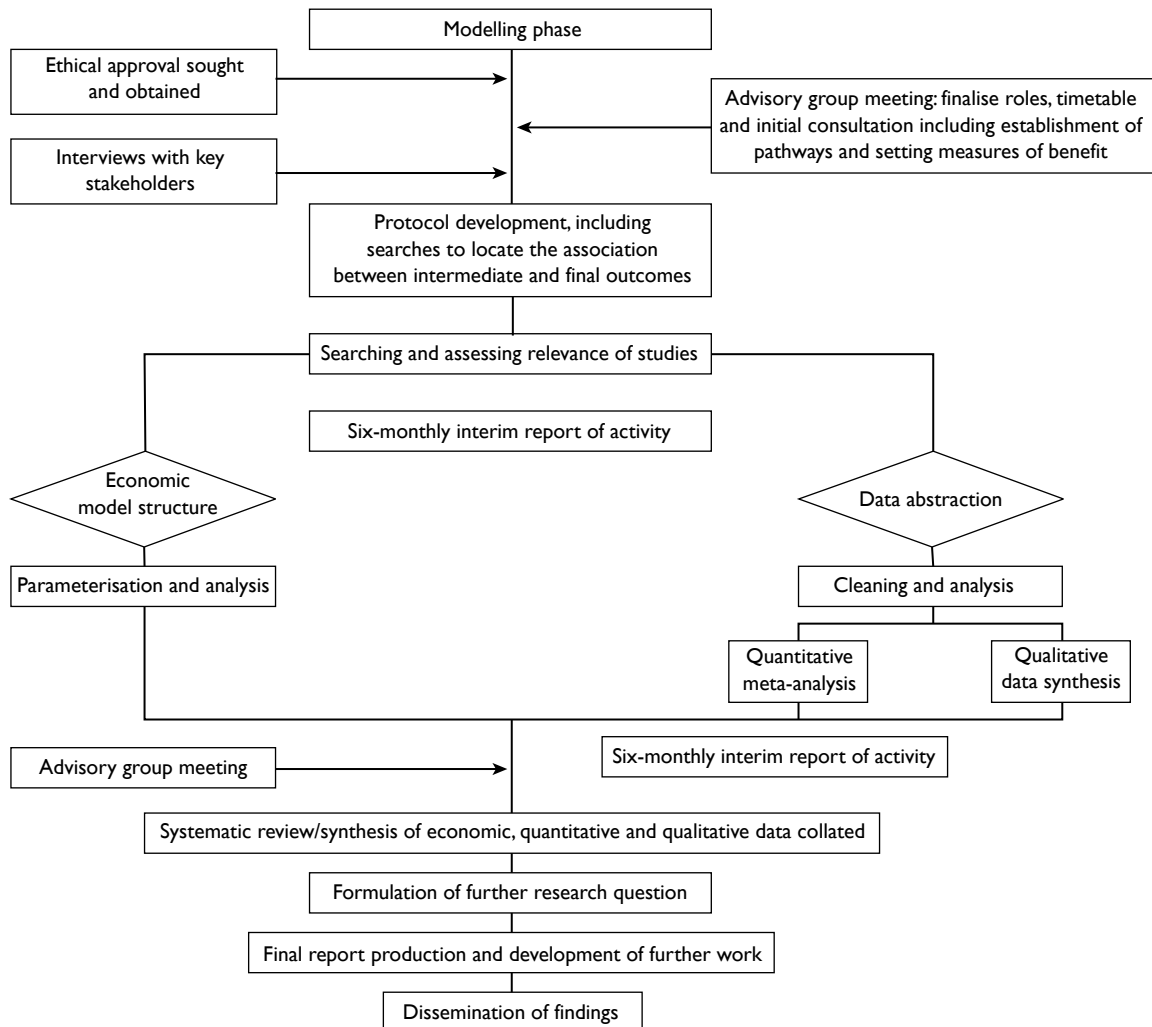 Modelling phase
Ethical approval sought
and obtained
Advisory group meeting: finalise roles, timetable
and initial consultation including establishment of
pathways and setting measures of benefit
Interviews with key
stakeholders
Protocol development, including
searches to locate the association
between intermediate and final outcomes
Searching and assessing relevance of studies
Six-monthly interim report of activity
Economic
model structure
Data abstraction
Parameterisation and analysis
Cleaning and analysis
Quantitative
meta-analysis
Qualitative
data synthesis
Six-monthly interim report of activity
Advisory group meeting
Systematic review/synthesis of economic, quantitative and qualitative data collated
Formulation of further research question
Final report production and development of further work
Dissemination of findings